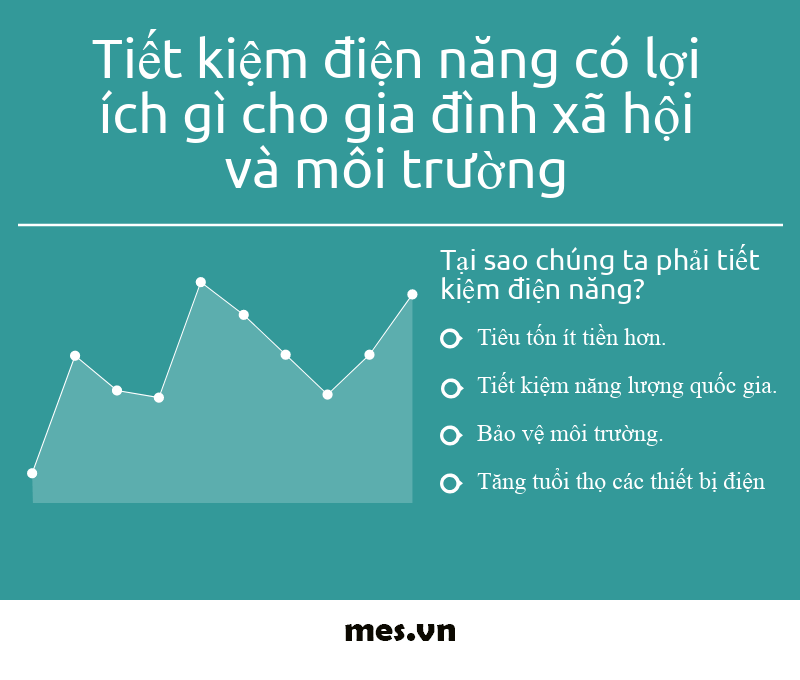 Tiết kiệm điện năng có lợi
ích gì cho gia đình xã hội
và môi trường
Tại sao chúng ta phải tiết
kiệm điện năng?
Tiêu tốn ít tiền hơn.
Tiết kiệm năng lượng quốc gia.
Bảo vệ môi trường.
Tăng tuổi thọ các thiết bị điện
mes.vn